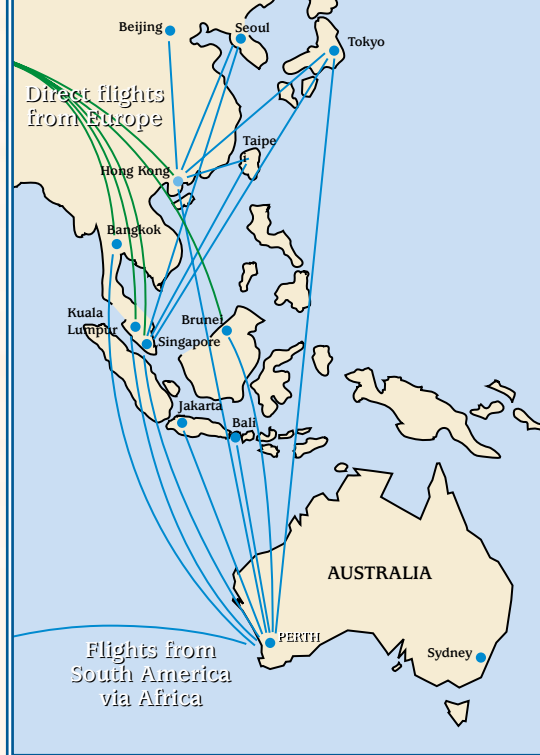 Beijing
Seoul
Tokyo
Direct flights
from Europe
Taipe
Hong Kong
Bangkok
Kuala
Lumpur
Brunei
Singapore
Jakarta
Bali
AUSTRALIA
PERTH
Flights from
South America
via Africa
Sydney